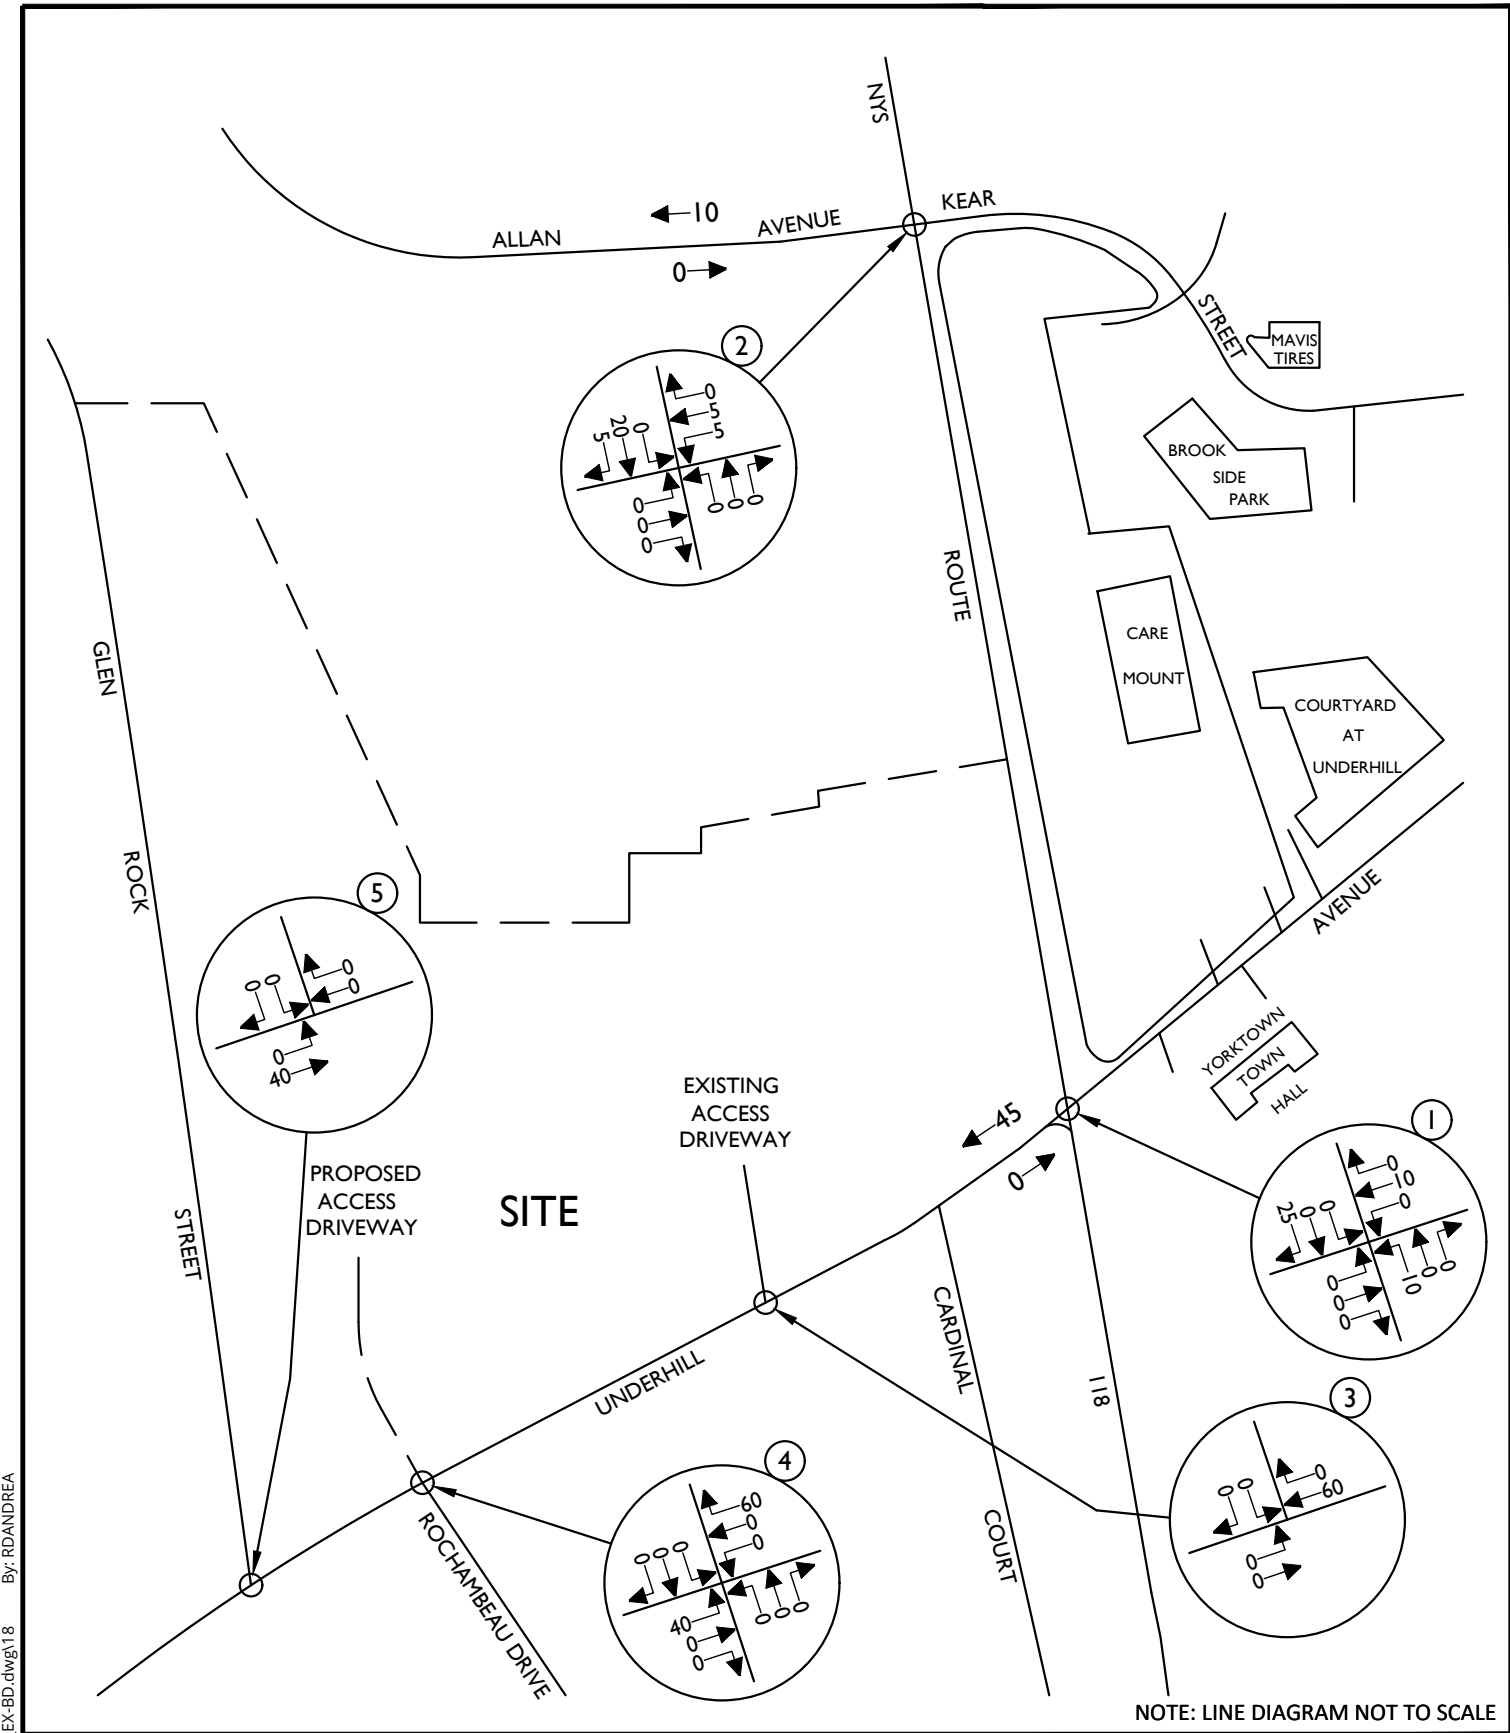 NYS
KEAR
10
ALLAN AVENUE
0
STREET
MAVIS
TIRES
2
0
5
5
5
20
0
0
0
0
0
0
0
BROOK
SIDE
PARK
ROUTE
CARE
MOUNT
GLEN
COURTYARD
AT
UNDERHILL
ROCK
AVENUE
5
0
0
0
0
0
40
YORKTOWN
TOWN
HALL
EXISTING
ACCESS
DRIVEWAY
45
0
1
0
10
0
25
0
0
10
0
0
0
0
0
PROPOSED
ACCESS
DRIVEWAY
SITE
STREET
CARDINAL
UNDERHILL
118
3
0
60
0
0
0
0
4
60
0
0
0
0
0
0
0
0
40
0
0
COURT
ROCHAMBEAU DRIVE
NOTE: LINE DIAGRAM NOT TO SCALE
EX-BD.dwg\18 By: RDANDREA